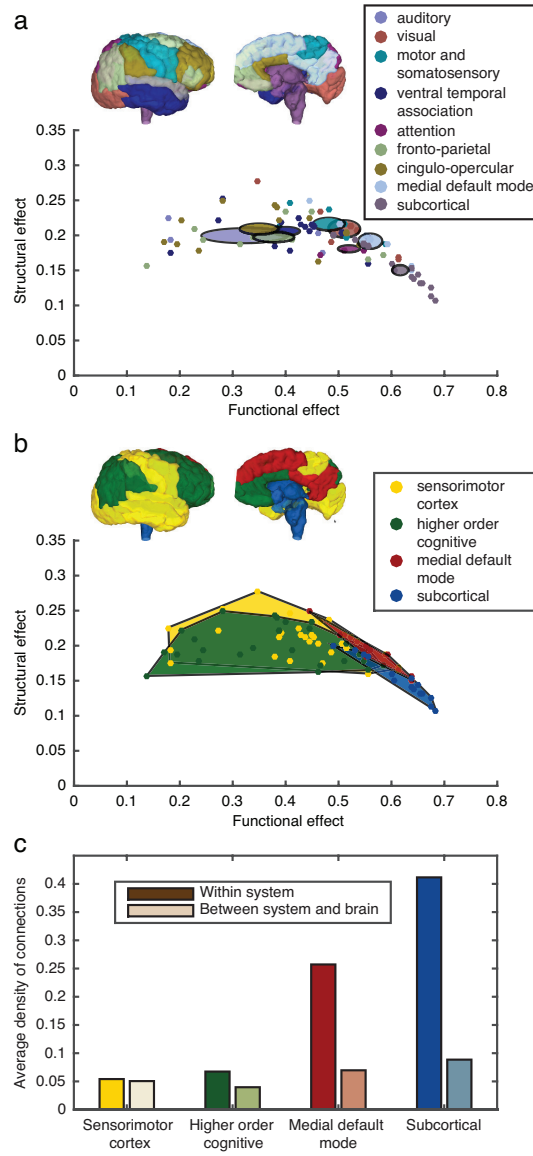 a
auditory
visual
motor and
somatosensory
ventral temporal
association
attention
fronto-parietal
cingulo-opercular
medial default mode
subcortical
0.35
0.3
0.25
0.2
0.15
0.1
0.05
0
Structural effect
0 0.1 0.2 0.3 0.4 0.5 0.6 0.7 0.8
Functional effect
b
sensorimotor
cortex
higher order
cognitive
medial default
mode
subcortical
0.35
0.3
0.25
0.2
0.15
0.1
0.05
0
Structural effect
0 0.1 0.2 0.3 0.4 0.5 0.6 0.7 0.8
Functional effect
c
Within system
Between system and brain
0.4
0.35
0.3
0.25
0.2
0.15
0.1
0.05
0
Average density of connections
Sensorimotor
cortex
Higher order
cognitive
Medial default
mode
Subcortical